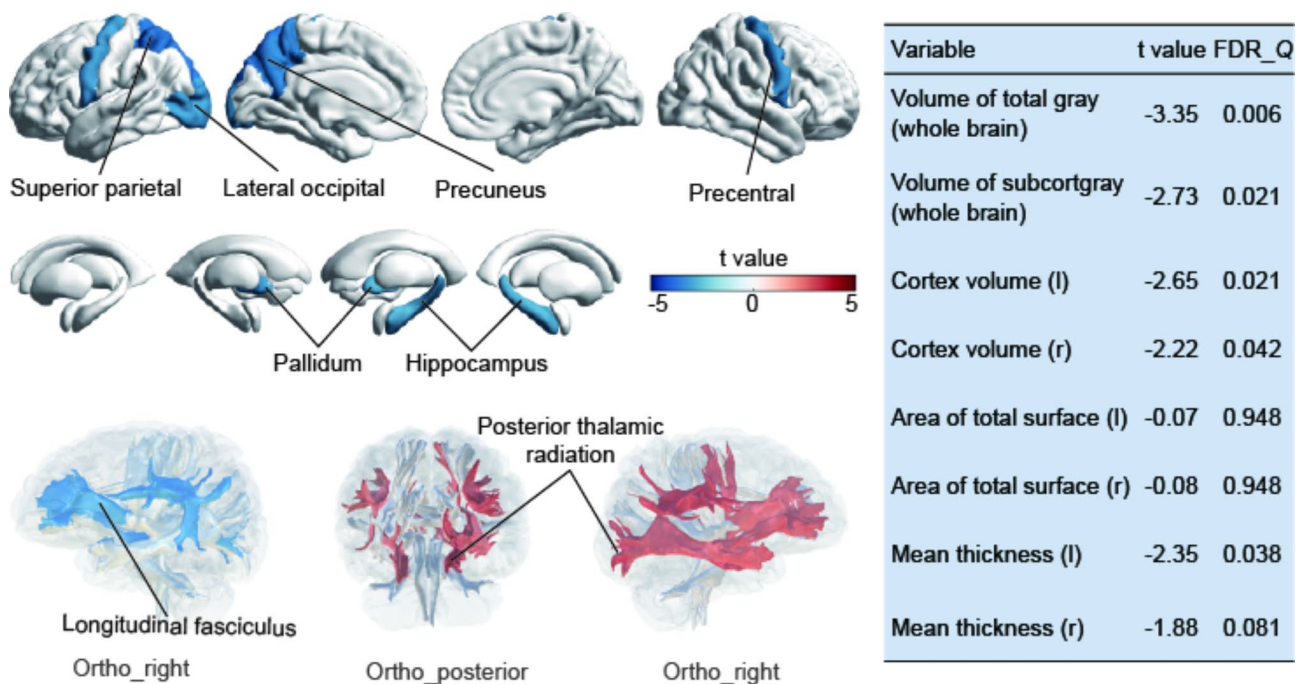 Superior parietal
Lateral occipital
Precuneus
Precentral
t value
-5
0
5
Pallidum
Hippocampus
Posterior thalamic
radiation
Longitudinal fasciculus
Ortho_right
Ortho_posterior
Ortho_right
Variable t value FDR_Q
Volume of total gray
(whole brain) -3.35 0.006
Volume of subcortgray
(whole brain) -2.73 0.021
Cortex volume (l) -2.65 0.021
Cortex volume (r) -2.22 0.042
Area of total surface (l) -0.07 0.948
Area of total surface (r) -0.08 0.948
Mean thickness (l) -2.35 0.038
Mean thickness (r) -1.88 0.081